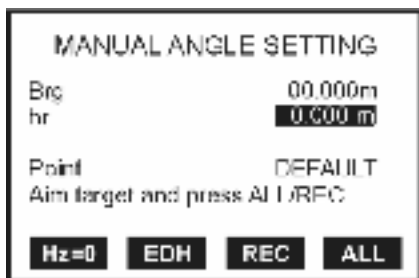 MANUAL ANGLE SETTING
Brg 00.000m
hr 0.000 m
Point DEFAULT
Aim target and press ALL/REC
Hz=0 EDH REC ALL